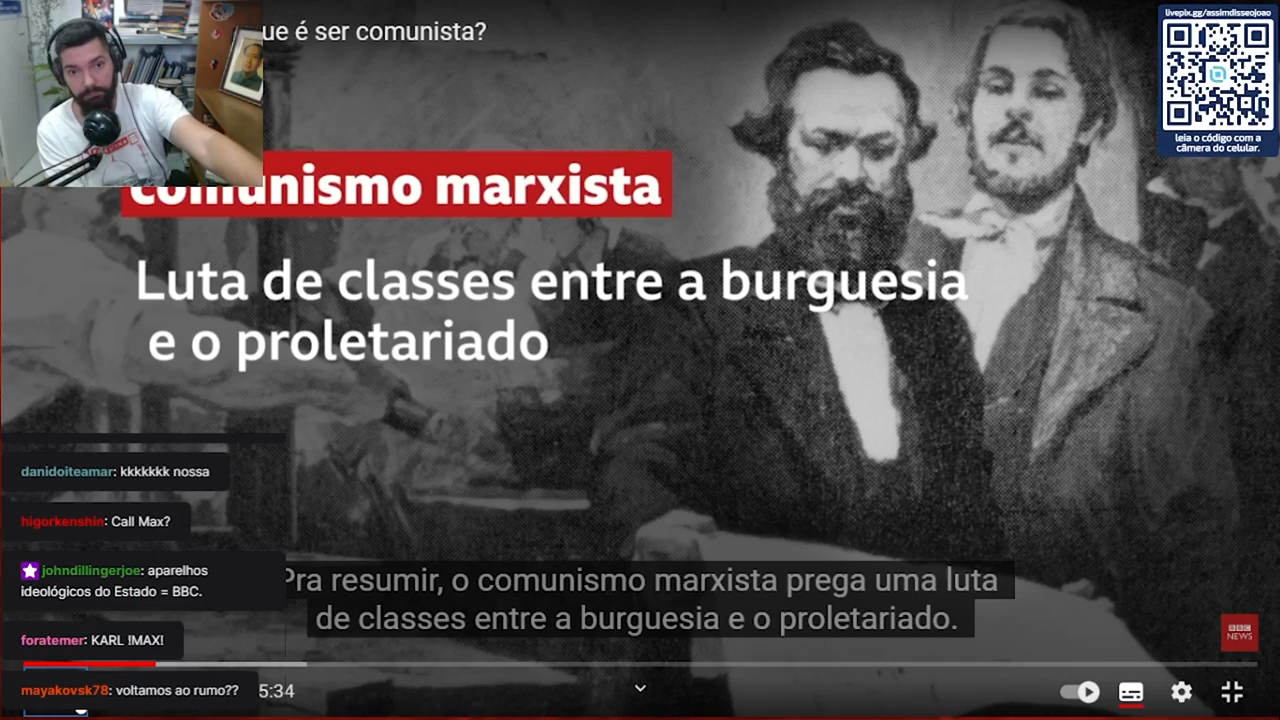 ue é ser comunista?
livepix.gg/assimdisseojoao
leia o código com a
câmera do celular.
comunismo marxista
Luta de classes entre a burguesia
e o proletariado
danidoiteamar: kkkkkkk nossa
higorkenshin: Call Max?
johndillingerjoe: aparelhos
ideológicos do Estado = BBC.
Pra resumir, o comunismo marxista prega uma luta
de classes entre a burguesia e o proletariado.
foratemer: KARL !MAX!
BBC
NEWS
mayakovsk78: voltamos ao rumo??
5:34